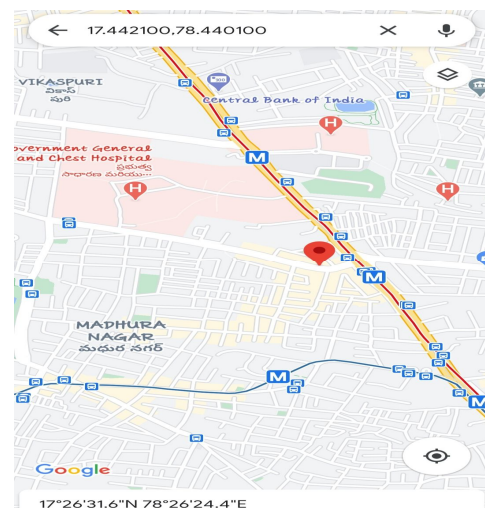 17.442100,78.440100
VIKASPURI
వికాస్
పురి
Central Bank of India
overnment General
and Chest Hospital
ప్రభుత్వ
సాధారణ మరియు...
MADHURA
NAGAR
మధుర నగర్
Google
17°26'31.6"N 78°26'24.4"E